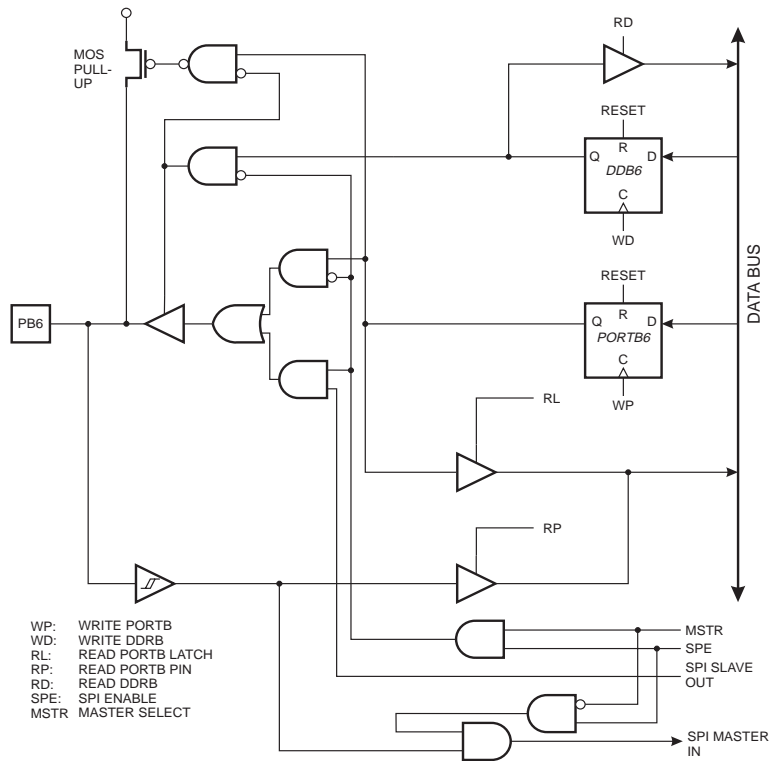 RD
MOS
PULL-
UP
RESET
R
Q
D
DDB6
C
WD
RESET
R
Q
D
PORTB6
C
WP
DATA BUS
PB6
RL
RP
WP: WRITE PORTB
WD: WRITE DDRB
RL: READ PORTB LATCH
RP: READ PORTB PIN
RD: READ DDRB
SPE: SPI ENABLE
MSTR MASTER SELECT
MSTR
SPE
SPI SLAVE
OUT
SPI MASTER
IN